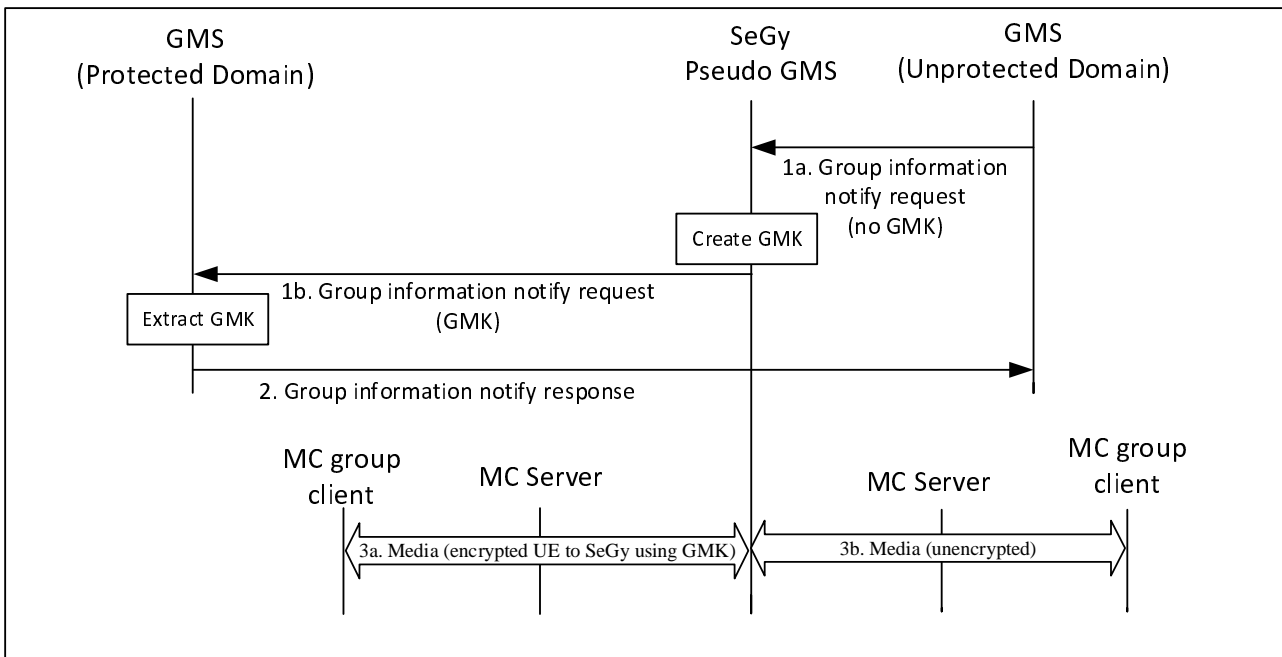 GMS
(Protected Domain)
SeGy
Pseudo GMS
GMS
(Unprotected Domain)
1a. Group information
notify request
(no GMK)
Create GMK
1b. Group information notify request
(GMK)
Extract GMK
2. Group information notify response
MC group
client
MC Server
MC Server
MC group
client
3a. Media (encrypted UE to SeGy using GMK)
3b. Media (unencrypted)